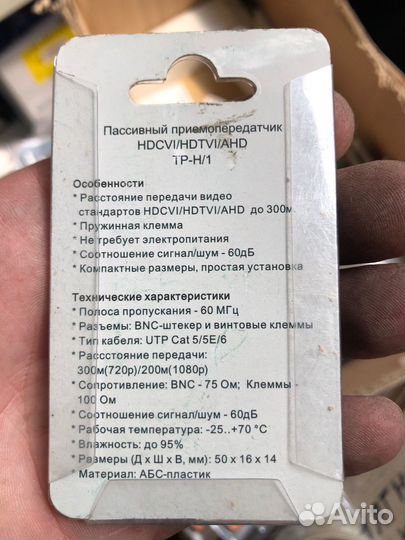 Пассивный приемопередатчик
HDCVI/HDTVI/AHD
TP-H/1
Особенности
* Расстояние передачи видео
стандартов HDCVI/HDTVI/AHD до 300м
* Пружинная клемма
* Не требует электропитания
* Соотношение сигнал/шум - 60дБ
* Компактные размеры, простая установка
Технические характеристики
* Полоса пропускания - 60 МГц
* Разъемы: BNC-штекер и винтовые клеммы
* Тип кабеля: UTP Cat 5/5E/6
* Рассстояние передачи:
300м(720p)/200м(1080p)
* Сопротивление: BNC - 75 Ом; Клеммы -
100 Ом
* Соотношение сигнал/шум - 60дБ
* Рабочая температура: -25..+70 °C
* Влажность: до 95%
* Размеры (Д x Ш x В, мм): 50 x 16 x 14
* Материал: АБС-пластик
Avito